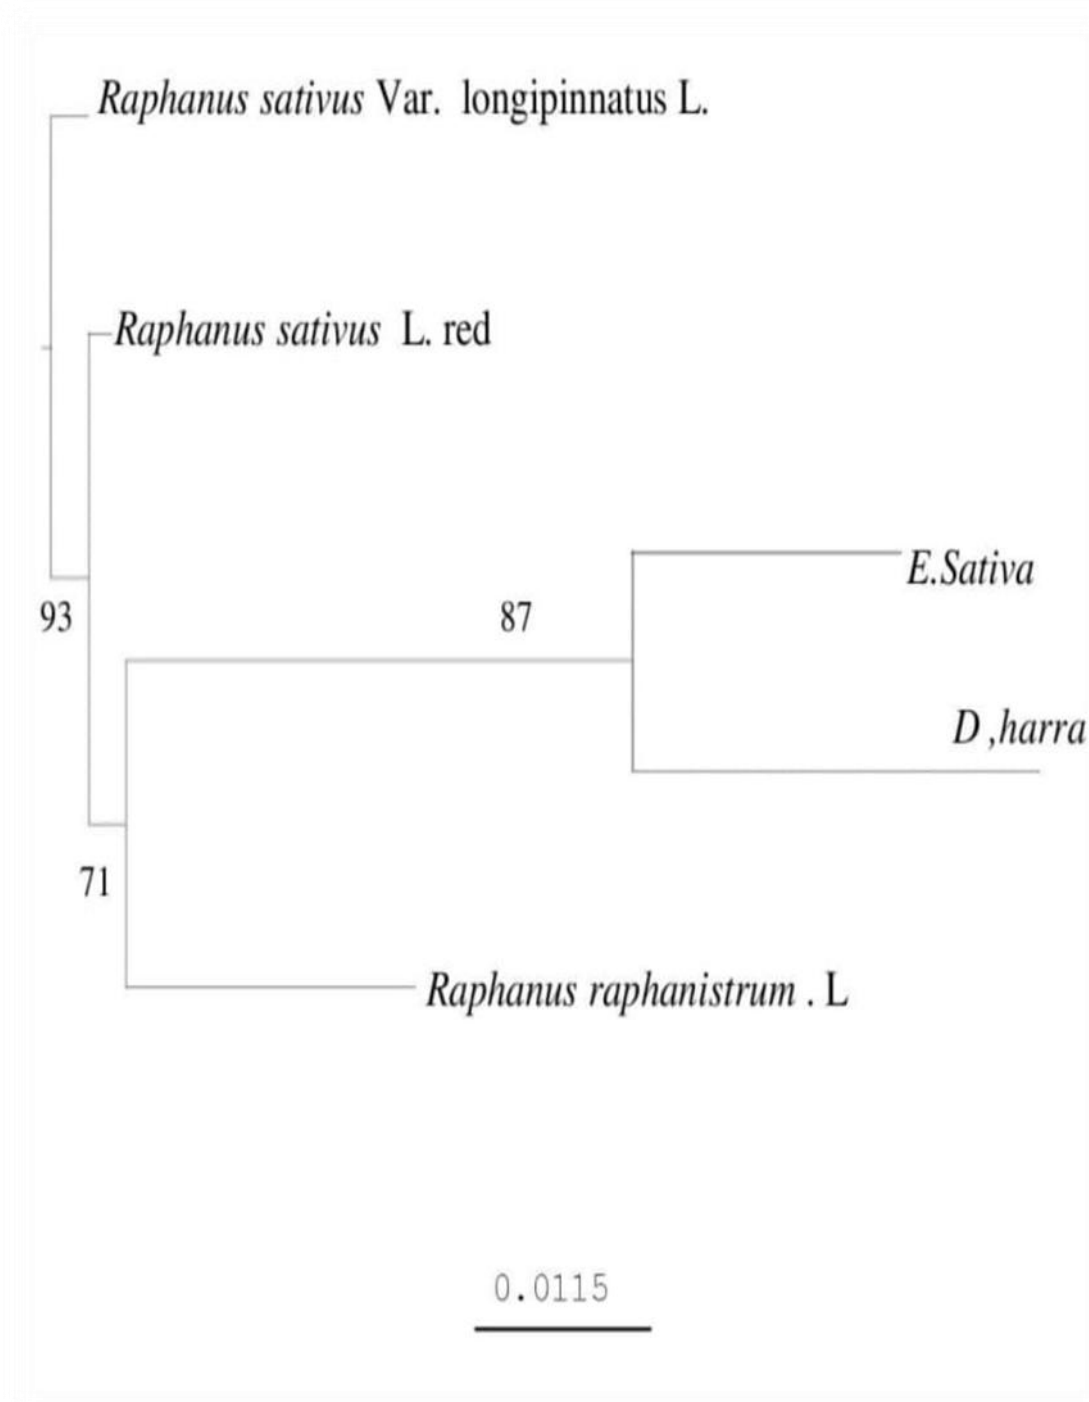 Raphanus sativus Var. longipinnatus L.
Raphanus sativus L. red
E.Sativa
93
87
D ,harra
71
Raphanus raphanistrum . L
0.0115